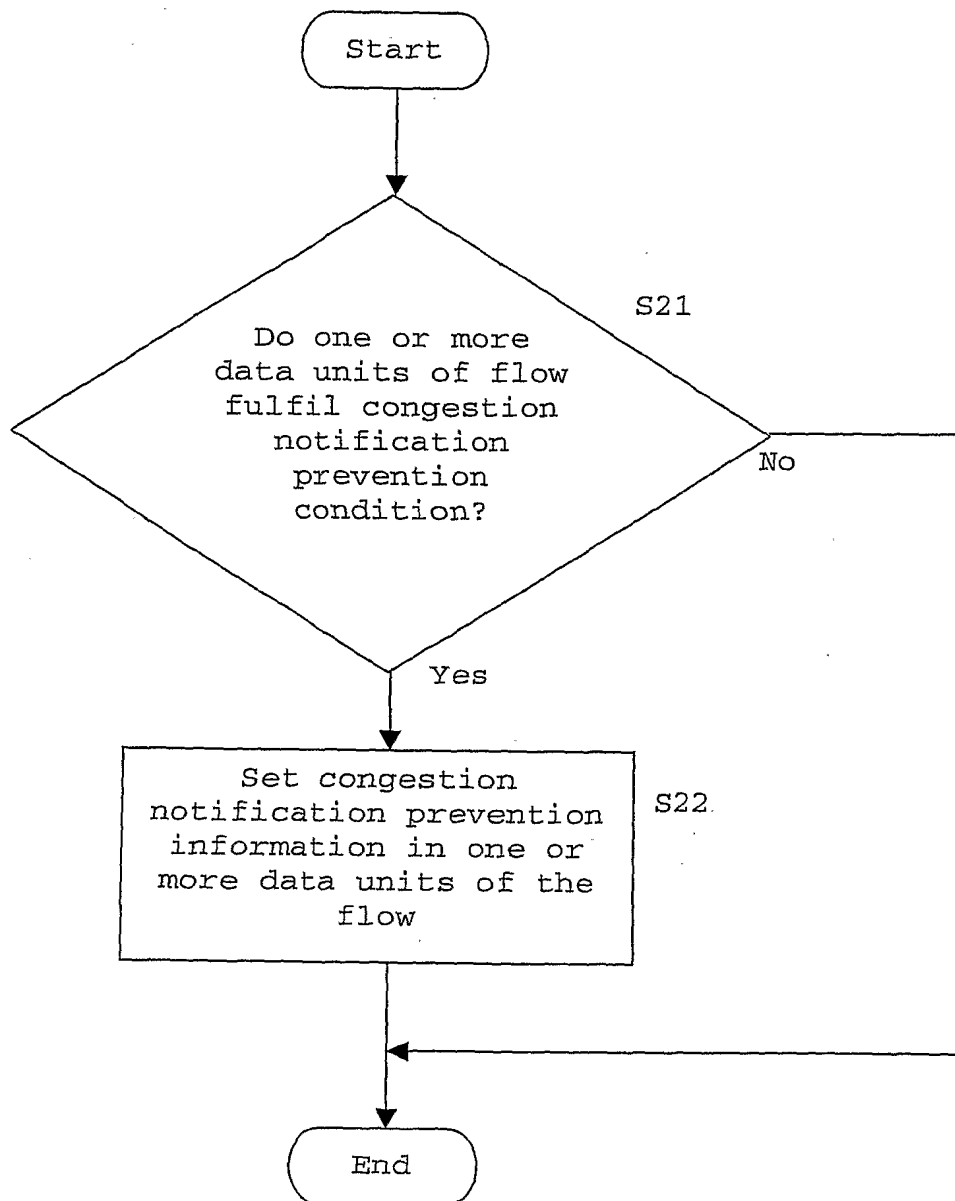 Start
S21
Do one or more
data units of flow
fulfil congestion
notification
prevention
condition?
No
Yes
Set congestion
notification prevention
information in one or
more data units of the
flow
S22
End